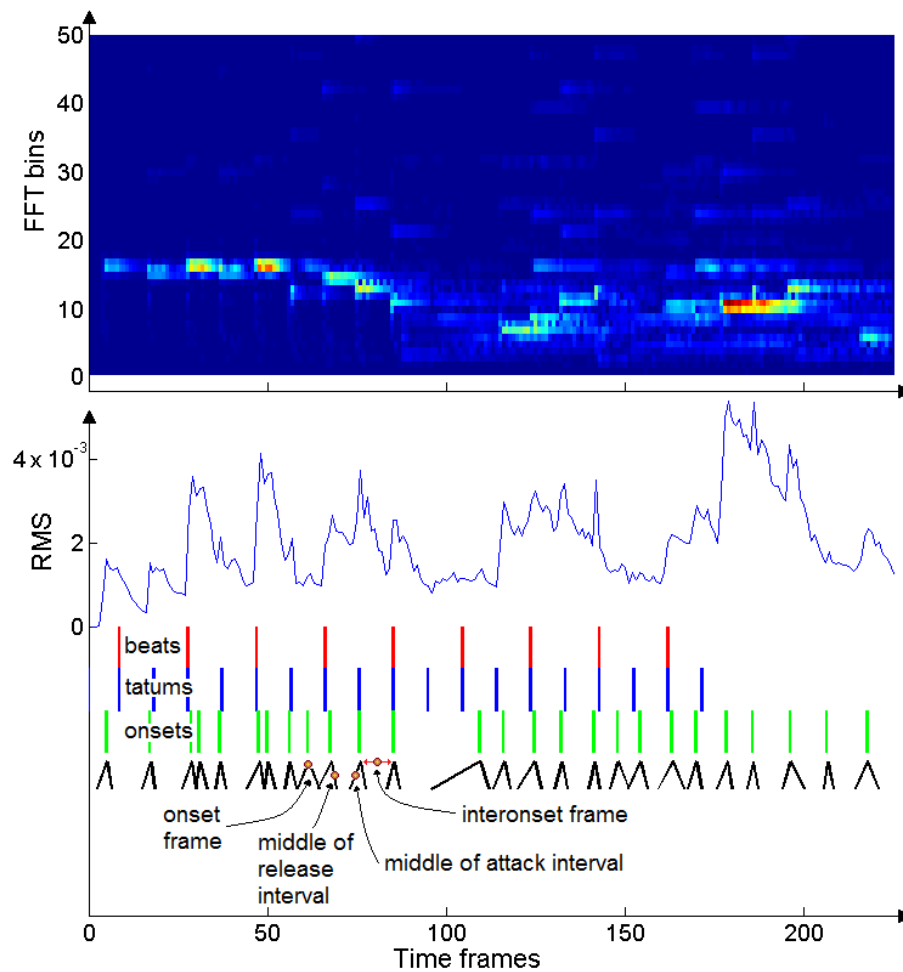 50
40
30
20
10
0
FFT bins
4 x 10⁻³
2
0
RMS
beats
tatums
onsets
onset
frame
middle of
release
interval
interonset frame
middle of attack interval
0
50
100
150
200
Time frames